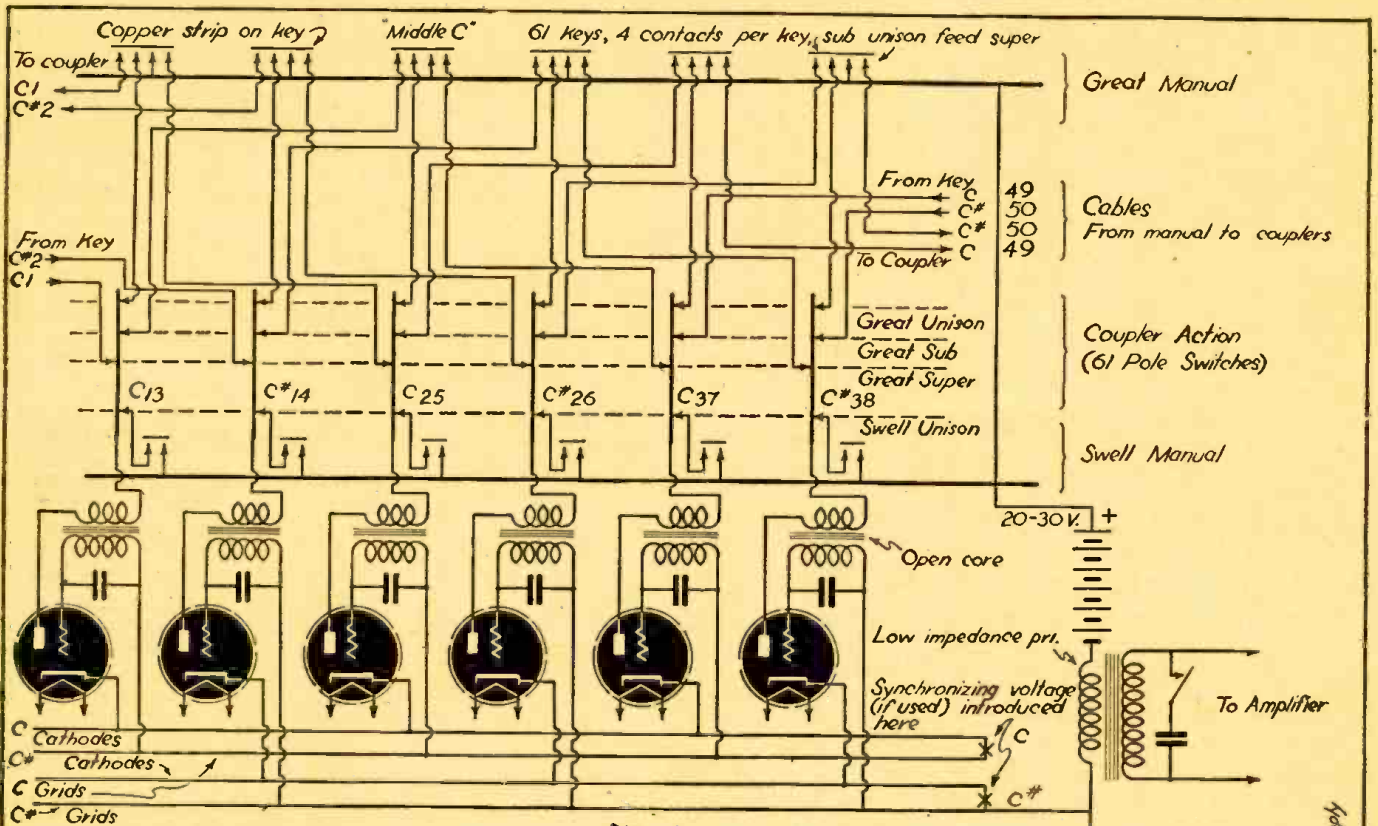 Copper strip on key
Middle C"
61 keys, 4 contacts per key, sub unison feed super
To coupler
C1
C#2
Great Manual
From Key
C 49
C# 50
C# 50
C 49
To Coupler
Cables
From manual to couplers
From Key
C#2
C1
Great Unison
Great Sub
Great Super
Coupler Action
(61 Pole Switches)
C13
C#14
C25
C#26
C37
C#38
Swell Unison
Swell Manual
20-30 V. +
Open core
Low impedance pri.
Synchronizing voltage
(if used) introduced
here
To Amplifier
C
C#
C Cathodes
C# Cathodes
C Grids
C# Grids